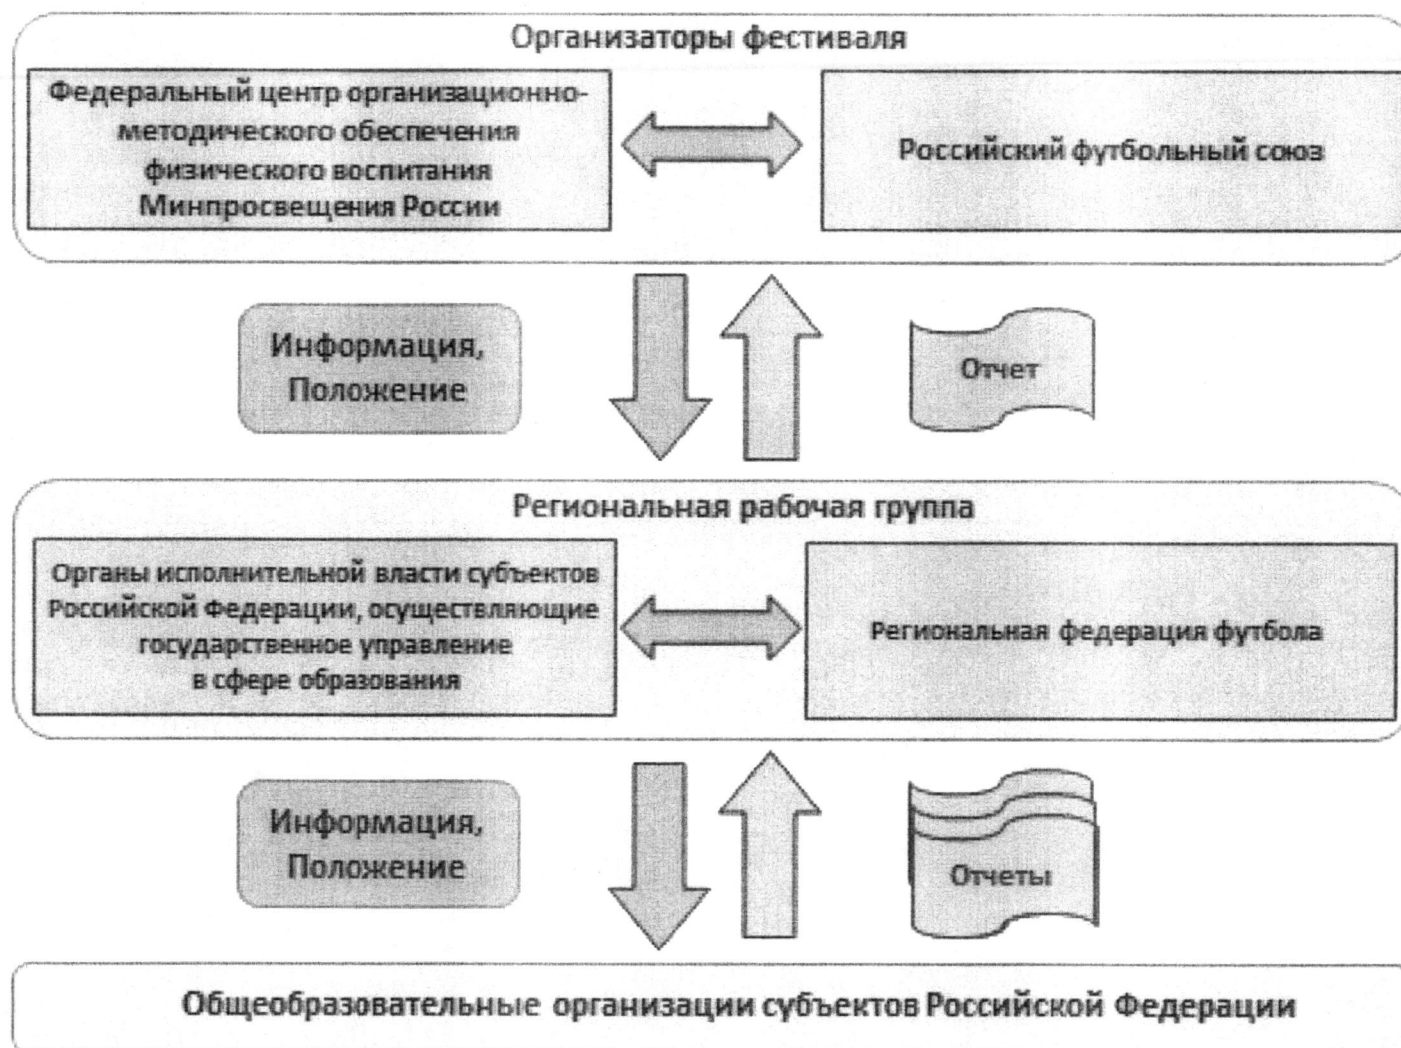 Организаторы фестиваля
Федеральный центр организационно-
методического обеспечения
физического воспитания
Минпросвещения России
Российский футбольный союз
Информация,
Положение
Отчет
Региональная рабочая группа
Органы исполнительной власти субъектов
Российской Федерации, осуществляющие
государственное управление
в сфере образования
Региональная федерация футбола
Информация,
Положение
Отчеты
Общеобразовательные организации субъектов Российской Федерации